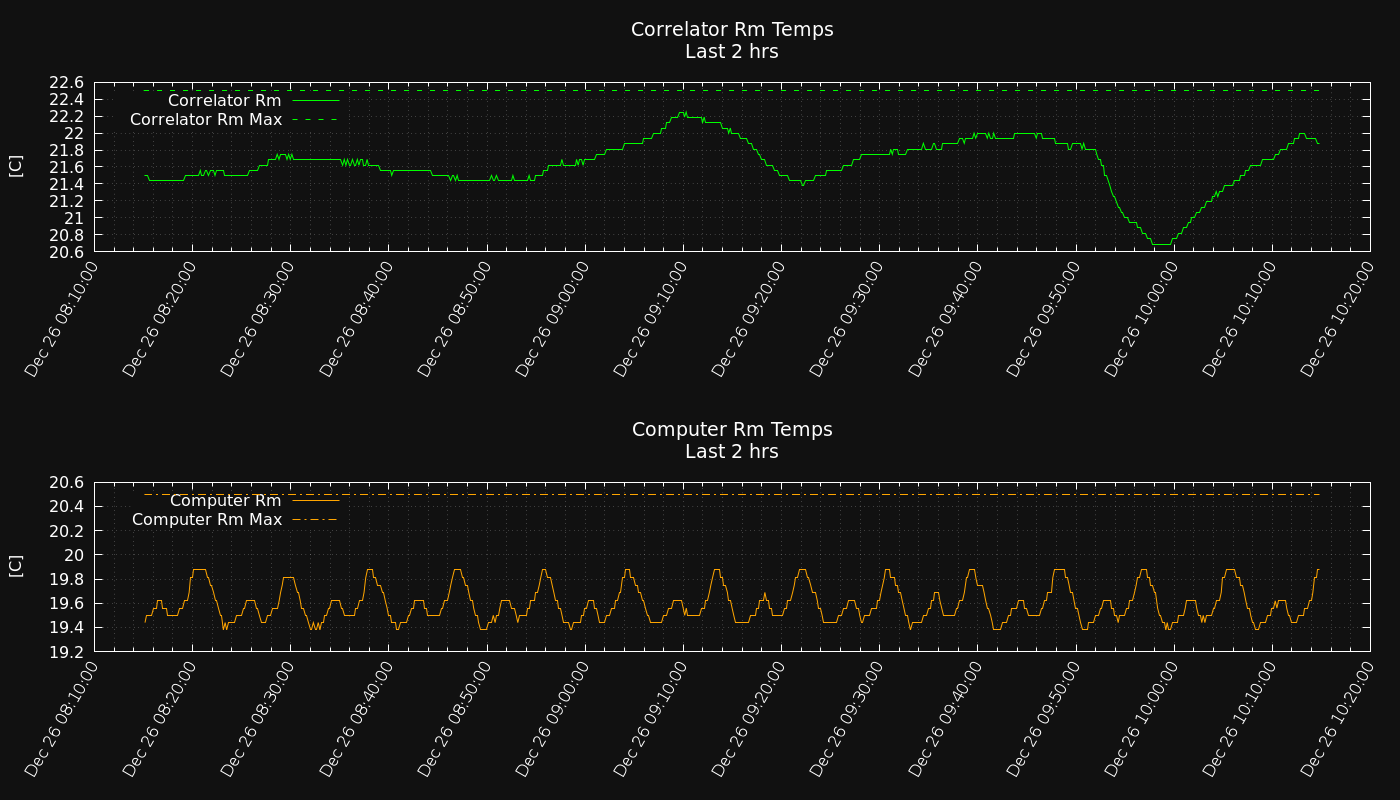 Correlator Rm Temps
Last 2 hrs
22.6
22.4
22.2
22
21.8
21.6
21.4
21.2
21
20.8
20.6
[C]
Correlator Rm
Correlator Rm Max
Dec 26 08:10:00
Dec 26 08:20:00
Dec 26 08:30:00
Dec 26 08:40:00
Dec 26 08:50:00
Dec 26 09:00:00
Dec 26 09:10:00
Dec 26 09:20:00
Dec 26 09:30:00
Dec 26 09:40:00
Dec 26 09:50:00
Dec 26 10:00:00
Dec 26 10:10:00
Dec 26 10:20:00
Computer Rm Temps
Last 2 hrs
20.6
20.4
20.2
20
19.8
19.6
19.4
19.2
[C]
Computer Rm
Computer Rm Max
Dec 26 08:10:00
Dec 26 08:20:00
Dec 26 08:30:00
Dec 26 08:40:00
Dec 26 08:50:00
Dec 26 09:00:00
Dec 26 09:10:00
Dec 26 09:20:00
Dec 26 09:30:00
Dec 26 09:40:00
Dec 26 09:50:00
Dec 26 10:00:00
Dec 26 10:10:00
Dec 26 10:20:00